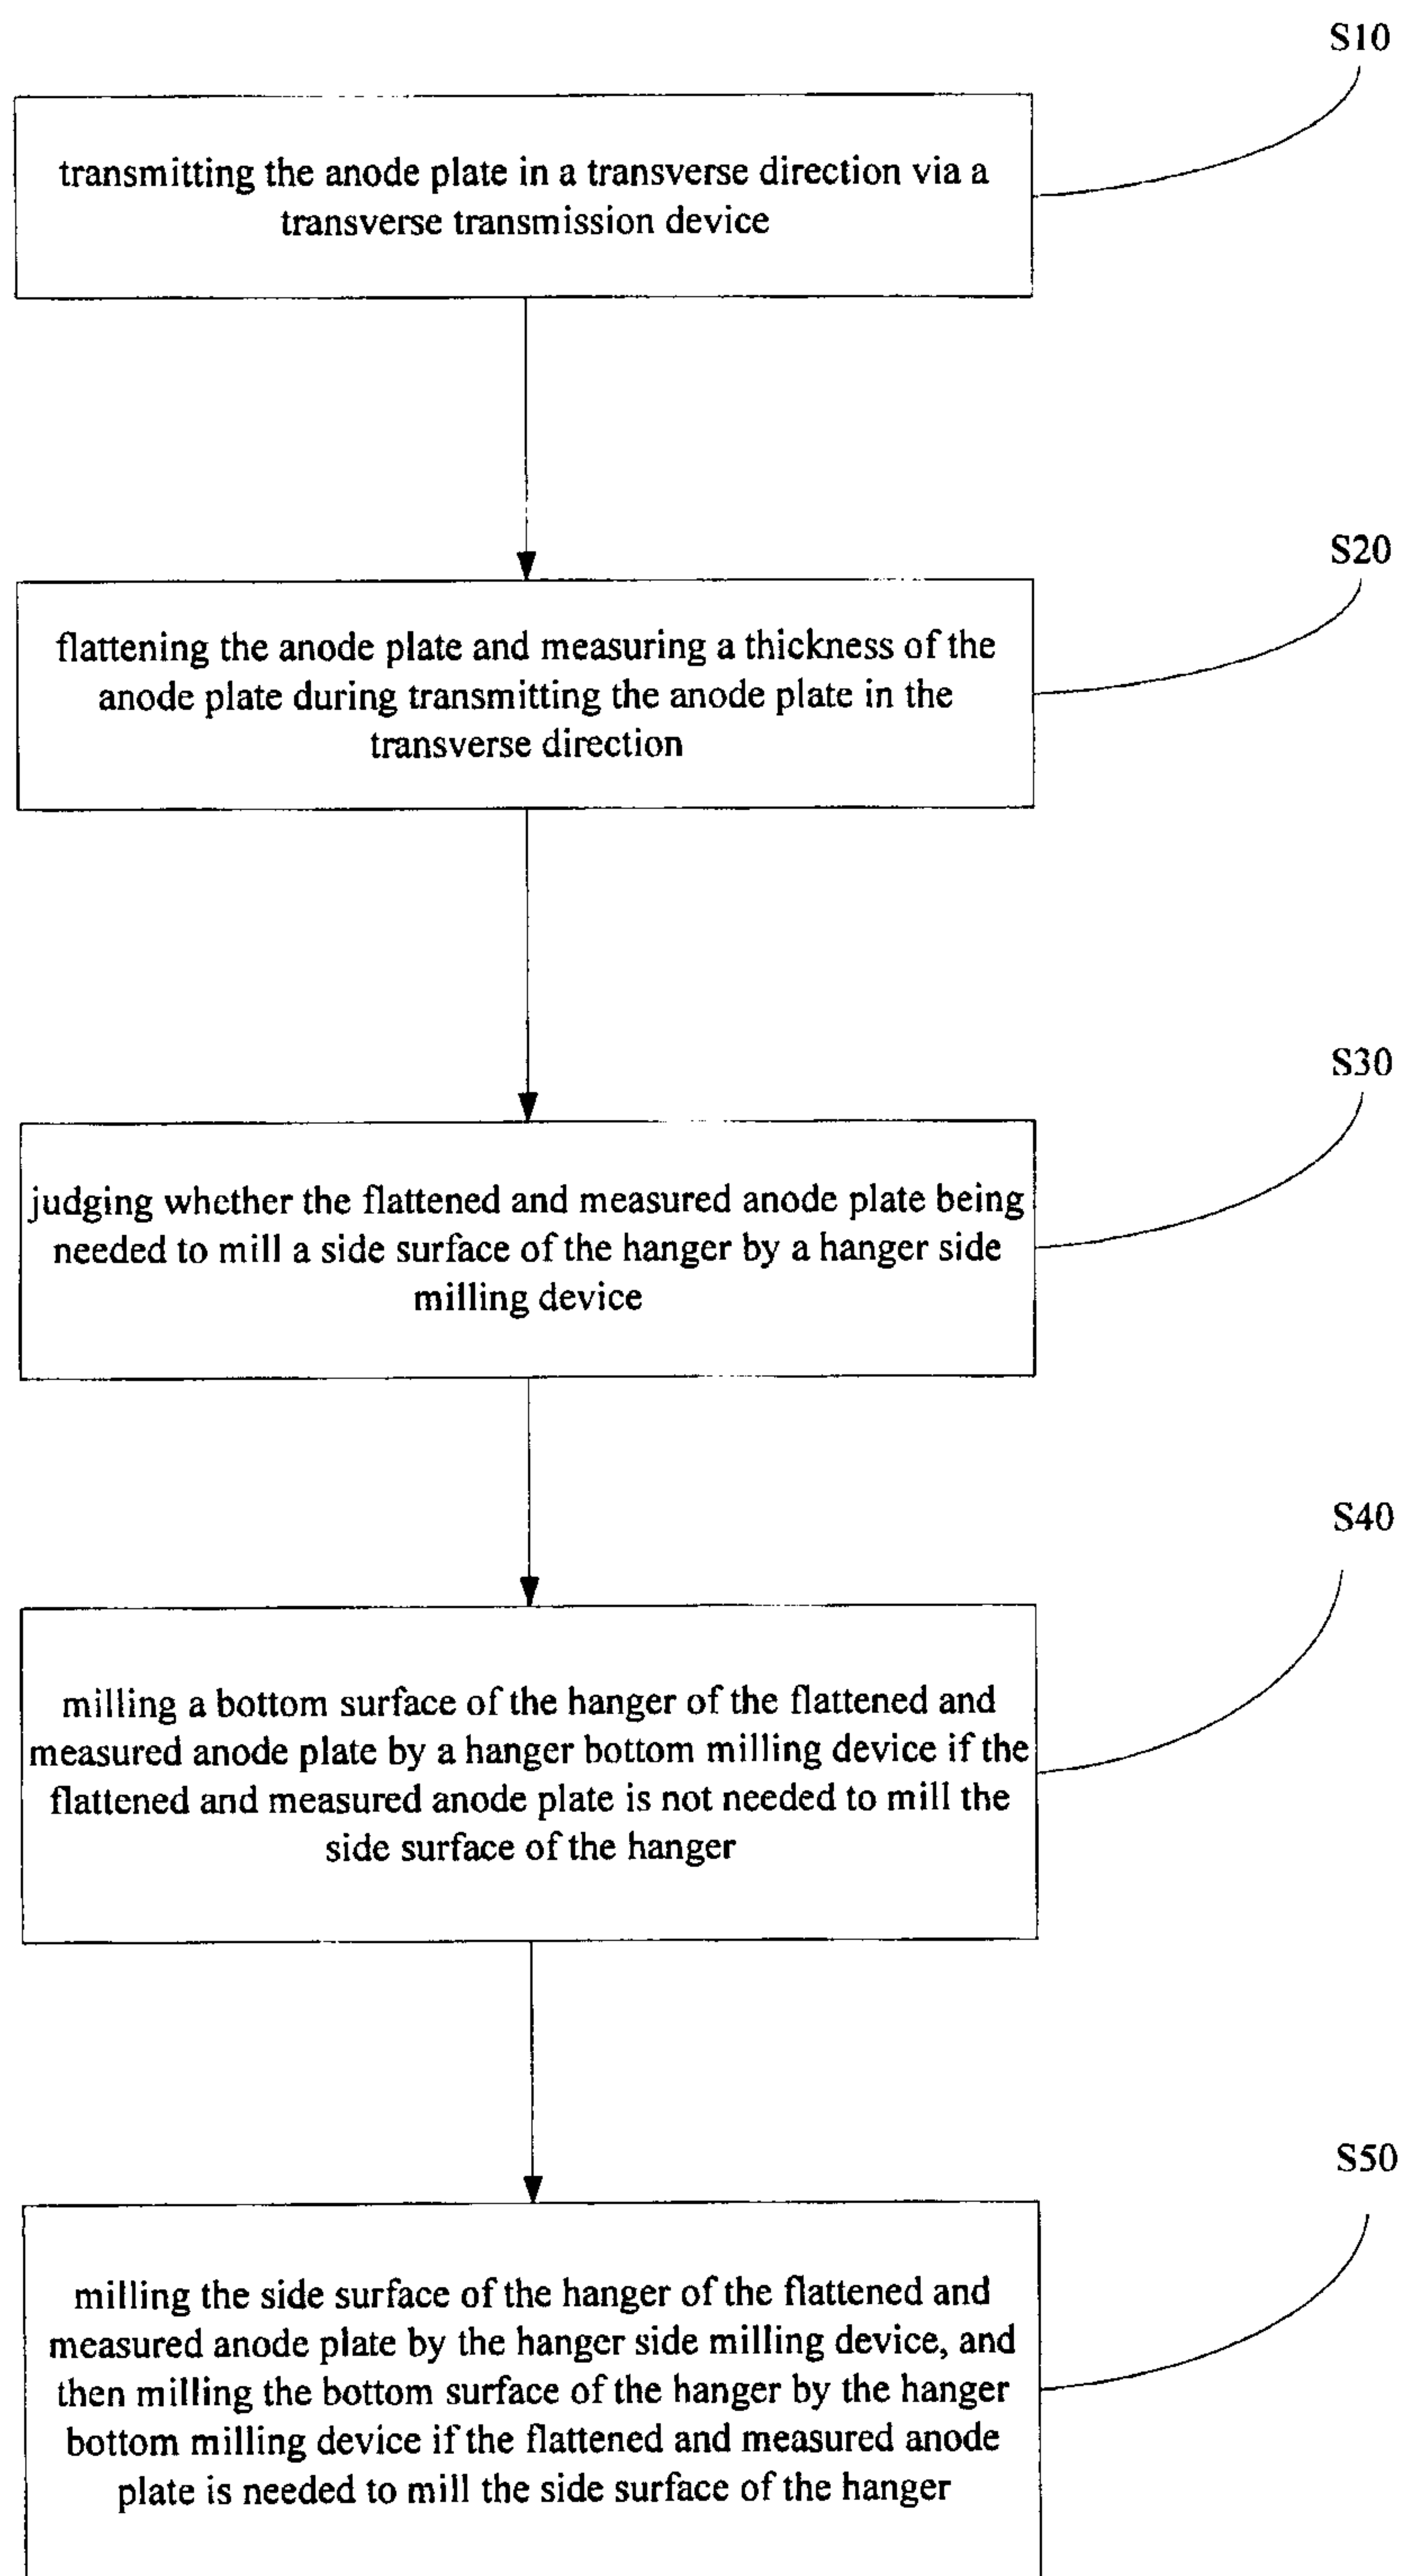 S10
transmitting the anode plate in a transverse direction via a
transverse transmission device
S20
flattening the anode plate and measuring a thickness of the
anode plate during transmitting the anode plate in the
transverse direction
S30
judging whether the flattened and measured anode plate being
needed to mill a side surface of the hanger by a hanger side
milling device
S40
milling a bottom surface of the hanger of the flattened and
measured anode plate by a hanger bottom milling device if the
flattened and measured anode plate is not needed to mill the
side surface of the hanger
S50
milling the side surface of the hanger of the flattened and
measured anode plate by the hanger side milling device, and
then milling the bottom surface of the hanger by the hanger
bottom milling device if the flattened and measured anode
plate is needed to mill the side surface of the hanger